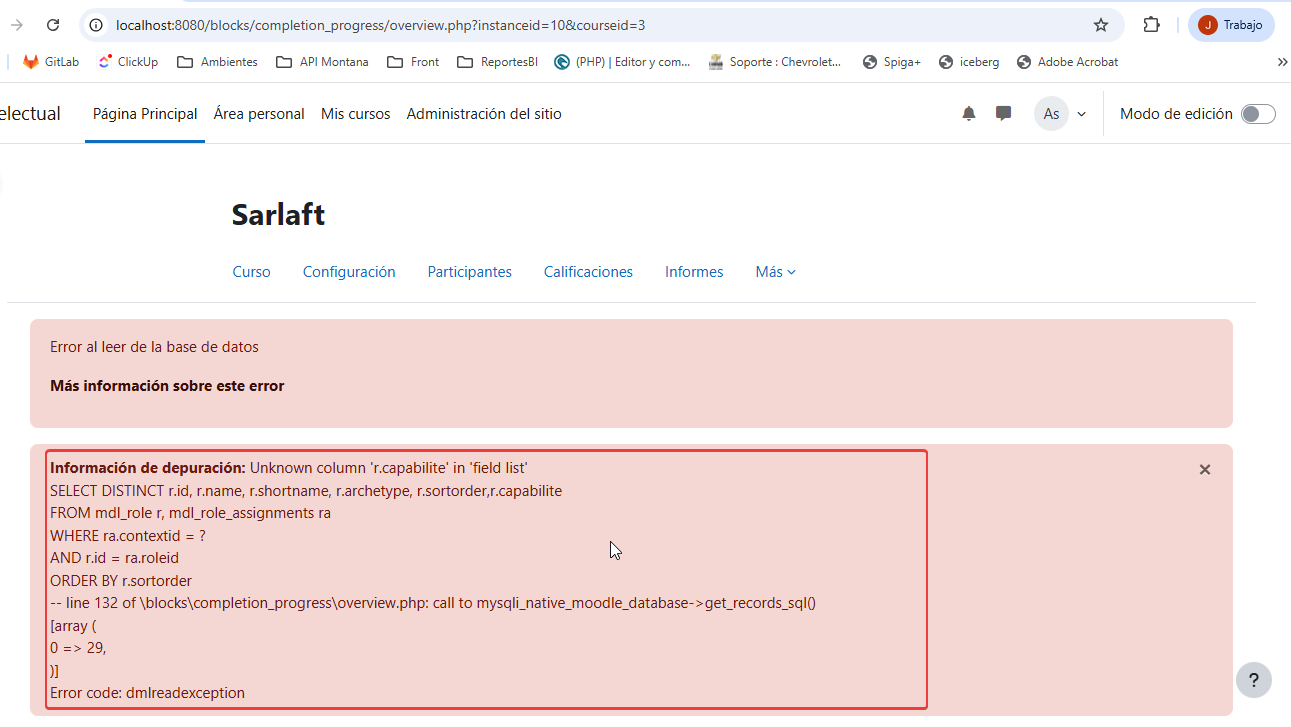 localhost:8080/blocks/completion_progress/overview.php?instanceid=10&courseid=3
J Trabajo
GitLab ClickUp Ambientes API Montana Front ReportesBI (PHP) | Editor y com... Soporte : Chevrolet... Spiga+ iceberg Adobe Acrobat »
electual Página Principal Área personal Mis cursos Administración del sitio As Modo de edición
Sarlaft
Curso Configuración Participantes Calificaciones Informes Más
Error al leer de la base de datos
Más información sobre este error
Información de depuración: Unknown column 'r.capabilite' in 'field list'
SELECT DISTINCT r.id, r.name, r.shortname, r.archetype, r.sortorder,r.capabilite
FROM mdl_role r, mdl_role_assignments ra
WHERE ra.contextid = ?
AND r.id = ra.roleid
ORDER BY r.sortorder
-- line 132 of \blocks\completion_progress\overview.php: call to mysqli_native_moodle_database->get_records_sql()
[array (
0 => 29,
)]
Error code: dmlreadexception
?